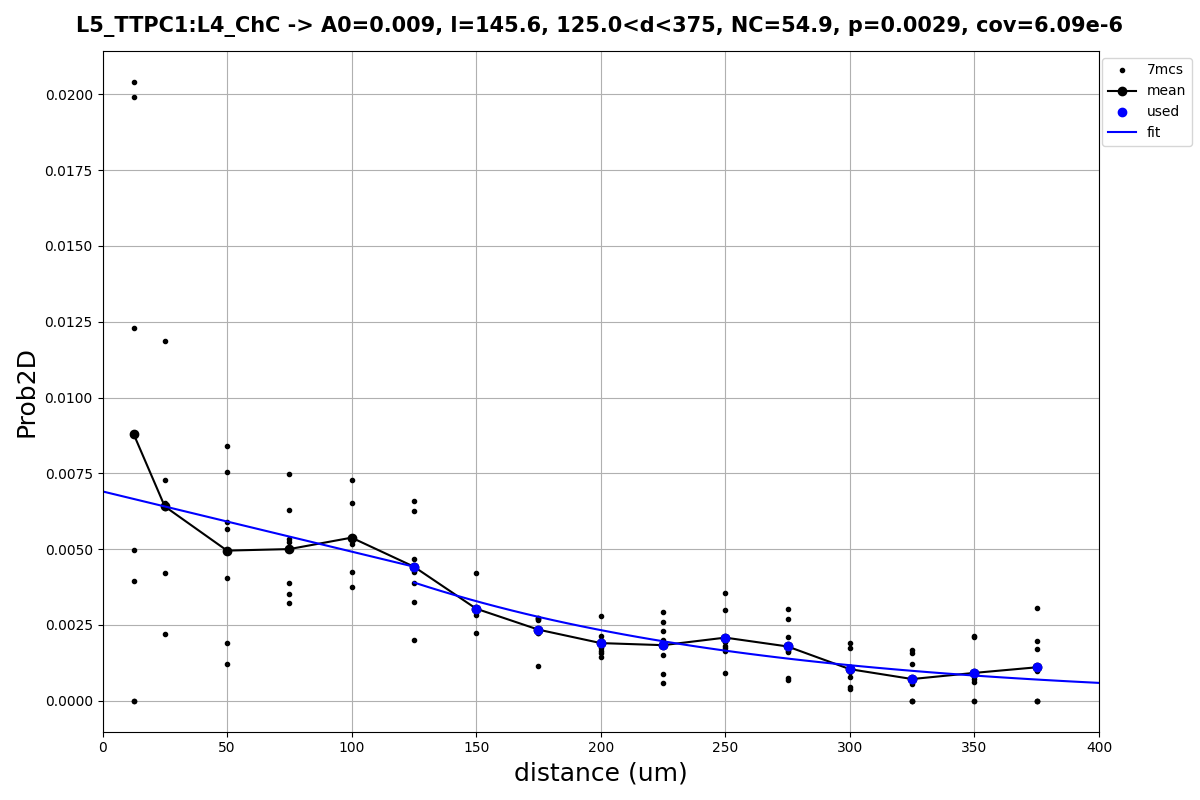 L5_TTPC1:L4_ChC -> A0=0.009, l=145.6, 125.0<d<375, NC=54.9, p=0.0029, cov=6.09e-6
7mcs
mean
used
fit
Prob2D
0.0200
0.0175
0.0150
0.0125
0.0100
0.0075
0.0050
0.0025
0.0000
0 50 100 150 200 250 300 350 400
distance (um)